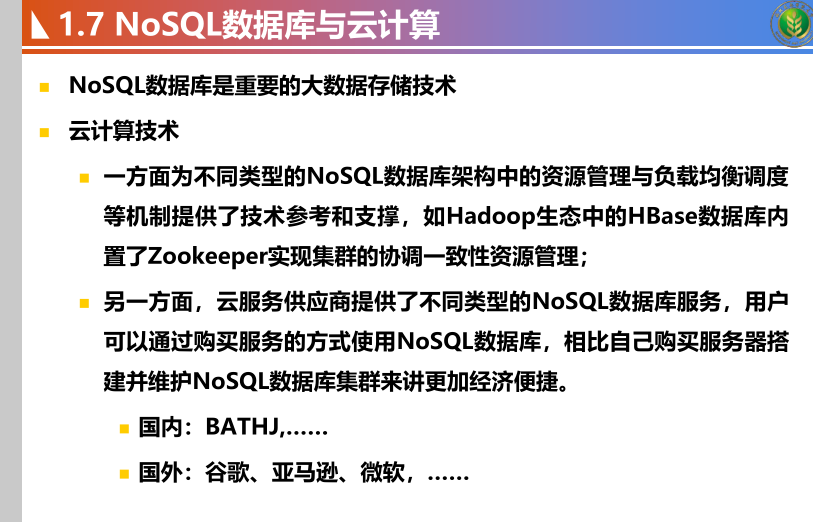 1.7 NoSQL数据库与云计算
NoSQL数据库是重要的大数据存储技术
云计算技术
一方面为不同类型的NoSQL数据库架构中的资源管理与负载均衡调度
等机制提供了技术参考和支撑，如Hadoop生态中的HBase数据库内
置了Zookeeper实现集群的协调一致性资源管理；
另一方面，云服务供应商提供了不同类型的NoSQL数据库服务，用户
可以通过购买服务的方式使用NoSQL数据库，相比自己购买服务器搭
建并维护NoSQL数据库集群来讲更加经济便捷。
国内：BATHJ,……
国外：谷歌、亚马逊、微软，……